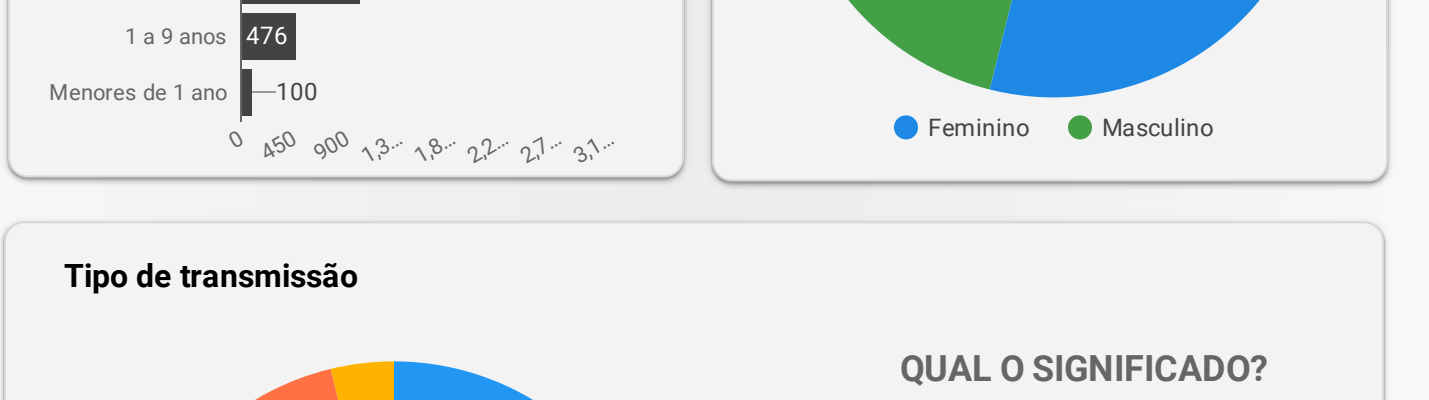 1 a 9 anos 476
Menores de 1 ano 100
0 450 900 1,3... 1,8... 2,2... 2,7... 3,1...
Feminino Masculino
Tipo de transmissão
QUAL O SIGNIFICADO?